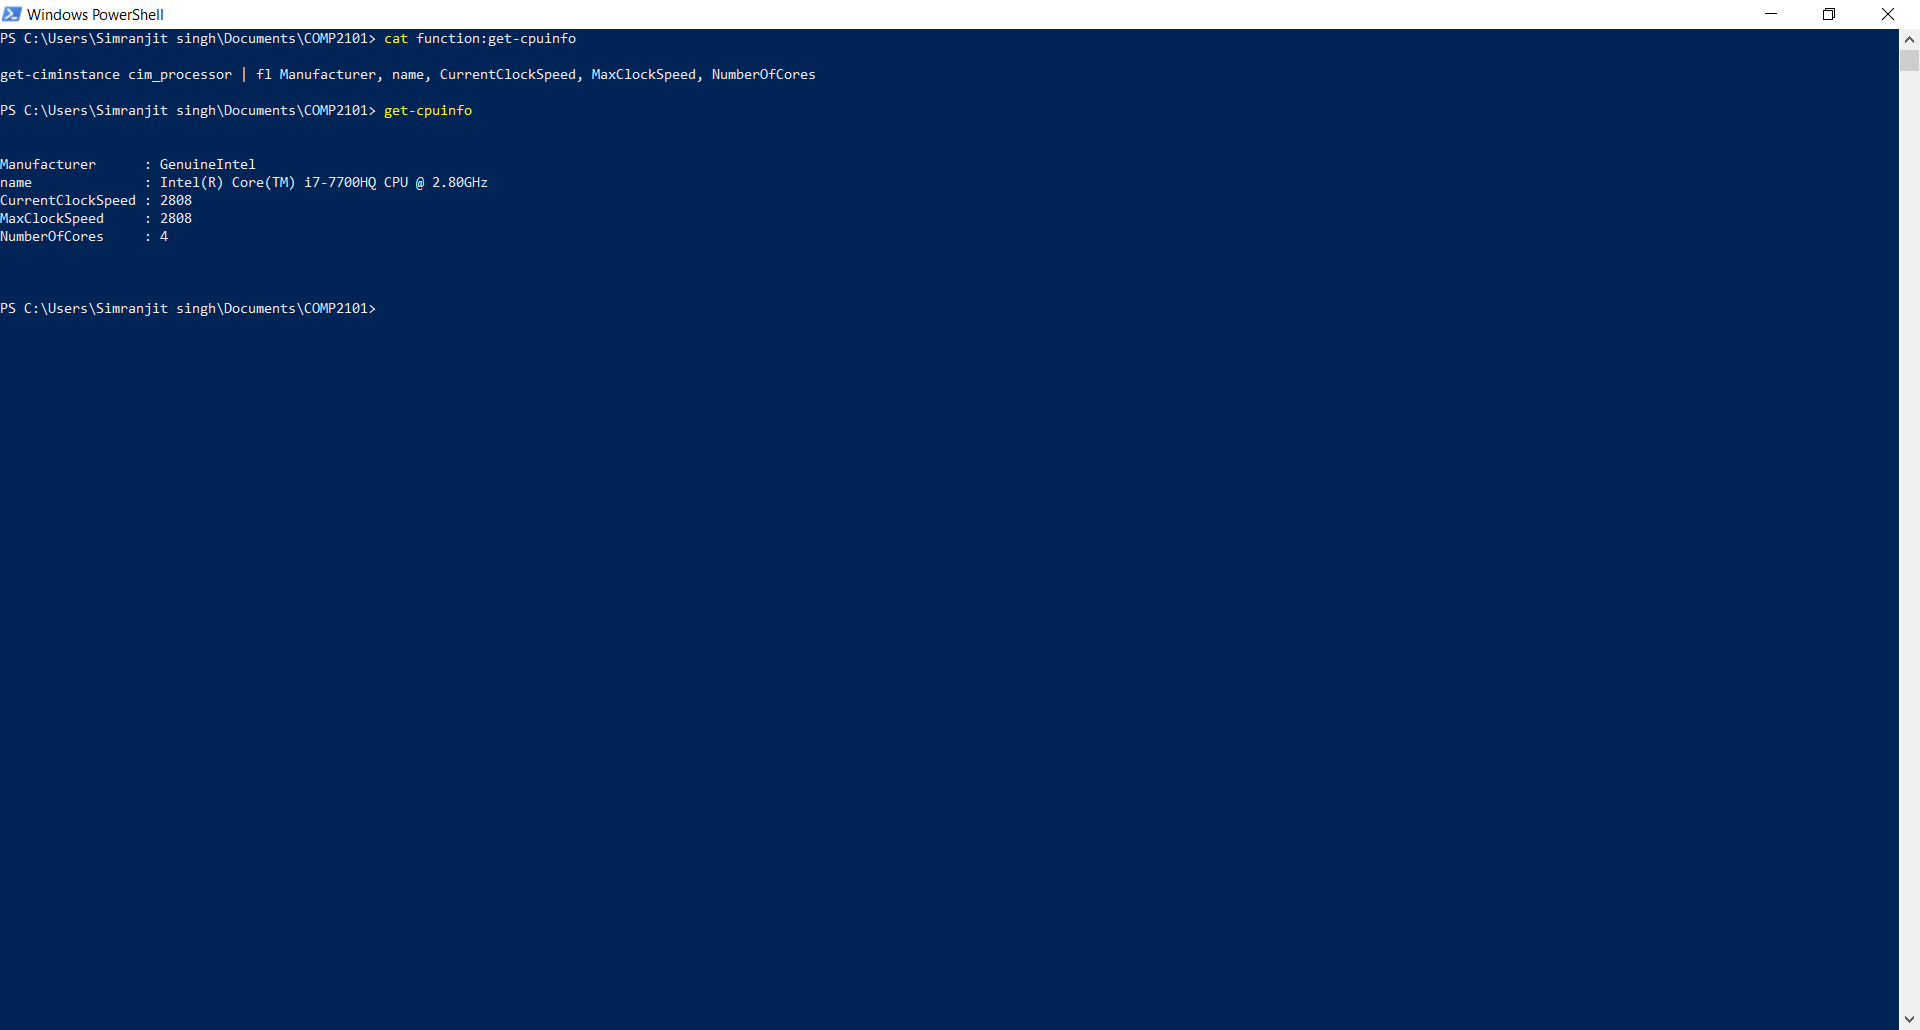 Windows PowerShell
PS C:\Users\Simranjit singh\Documents\COMP2101> cat function:get-cpuinfo
get-ciminstance cim_processor | fl Manufacturer, name, CurrentClockSpeed, MaxClockSpeed, NumberOfCores
PS C:\Users\Simranjit singh\Documents\COMP2101> get-cpuinfo
Manufacturer      : GenuineIntel
name              : Intel(R) Core(TM) i7-7700HQ CPU @ 2.80GHz
CurrentClockSpeed : 2808
MaxClockSpeed     : 2808
NumberOfCores     : 4
PS C:\Users\Simranjit singh\Documents\COMP2101>